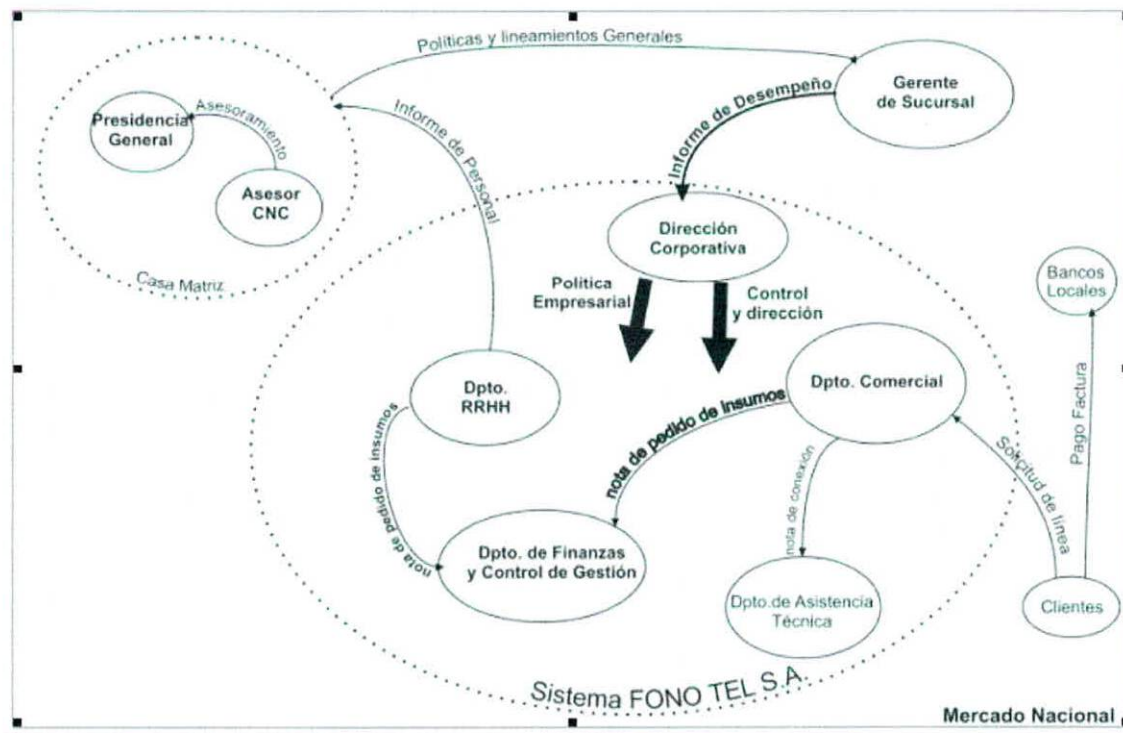 Políticas y lineamientos Generales
Gerente
de Sucursal
Informe de Desempeño
Presidencia
General
Asesoramiento
Asesor
CNC
Casa Matriz
Informe de Personal
Dirección
Corporativa
Política
Empresarial
Control
y dirección
Bancos
Locales
Pago Factura
Dpto.
RRHH
Dpto. Comercial
nota de pedido de insumos
nota de pedido de insumos
nota de conexión
Solicitud de línea
Dpto. de Finanzas
y Control de Gestión
Dpto.de Asistencia
Técnica
Clientes
Sistema FONO TEL S.A.
Mercado Nacional